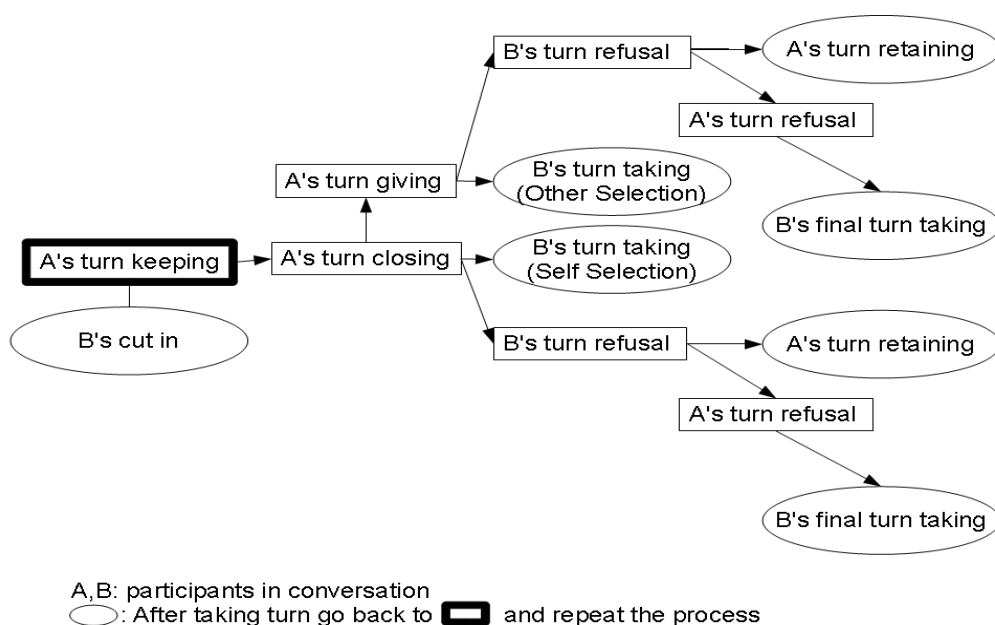 B's turn refusal
A's turn retaining
A's turn refusal
A's turn giving
B's turn taking
(Other Selection)
B's final turn taking
A's turn keeping
A's turn closing
B's turn taking
(Self Selection)
B's cut in
B's turn refusal
A's turn retaining
A's turn refusal
B's final turn taking
A,B: participants in conversation
: After taking turn go back to and repeat the process